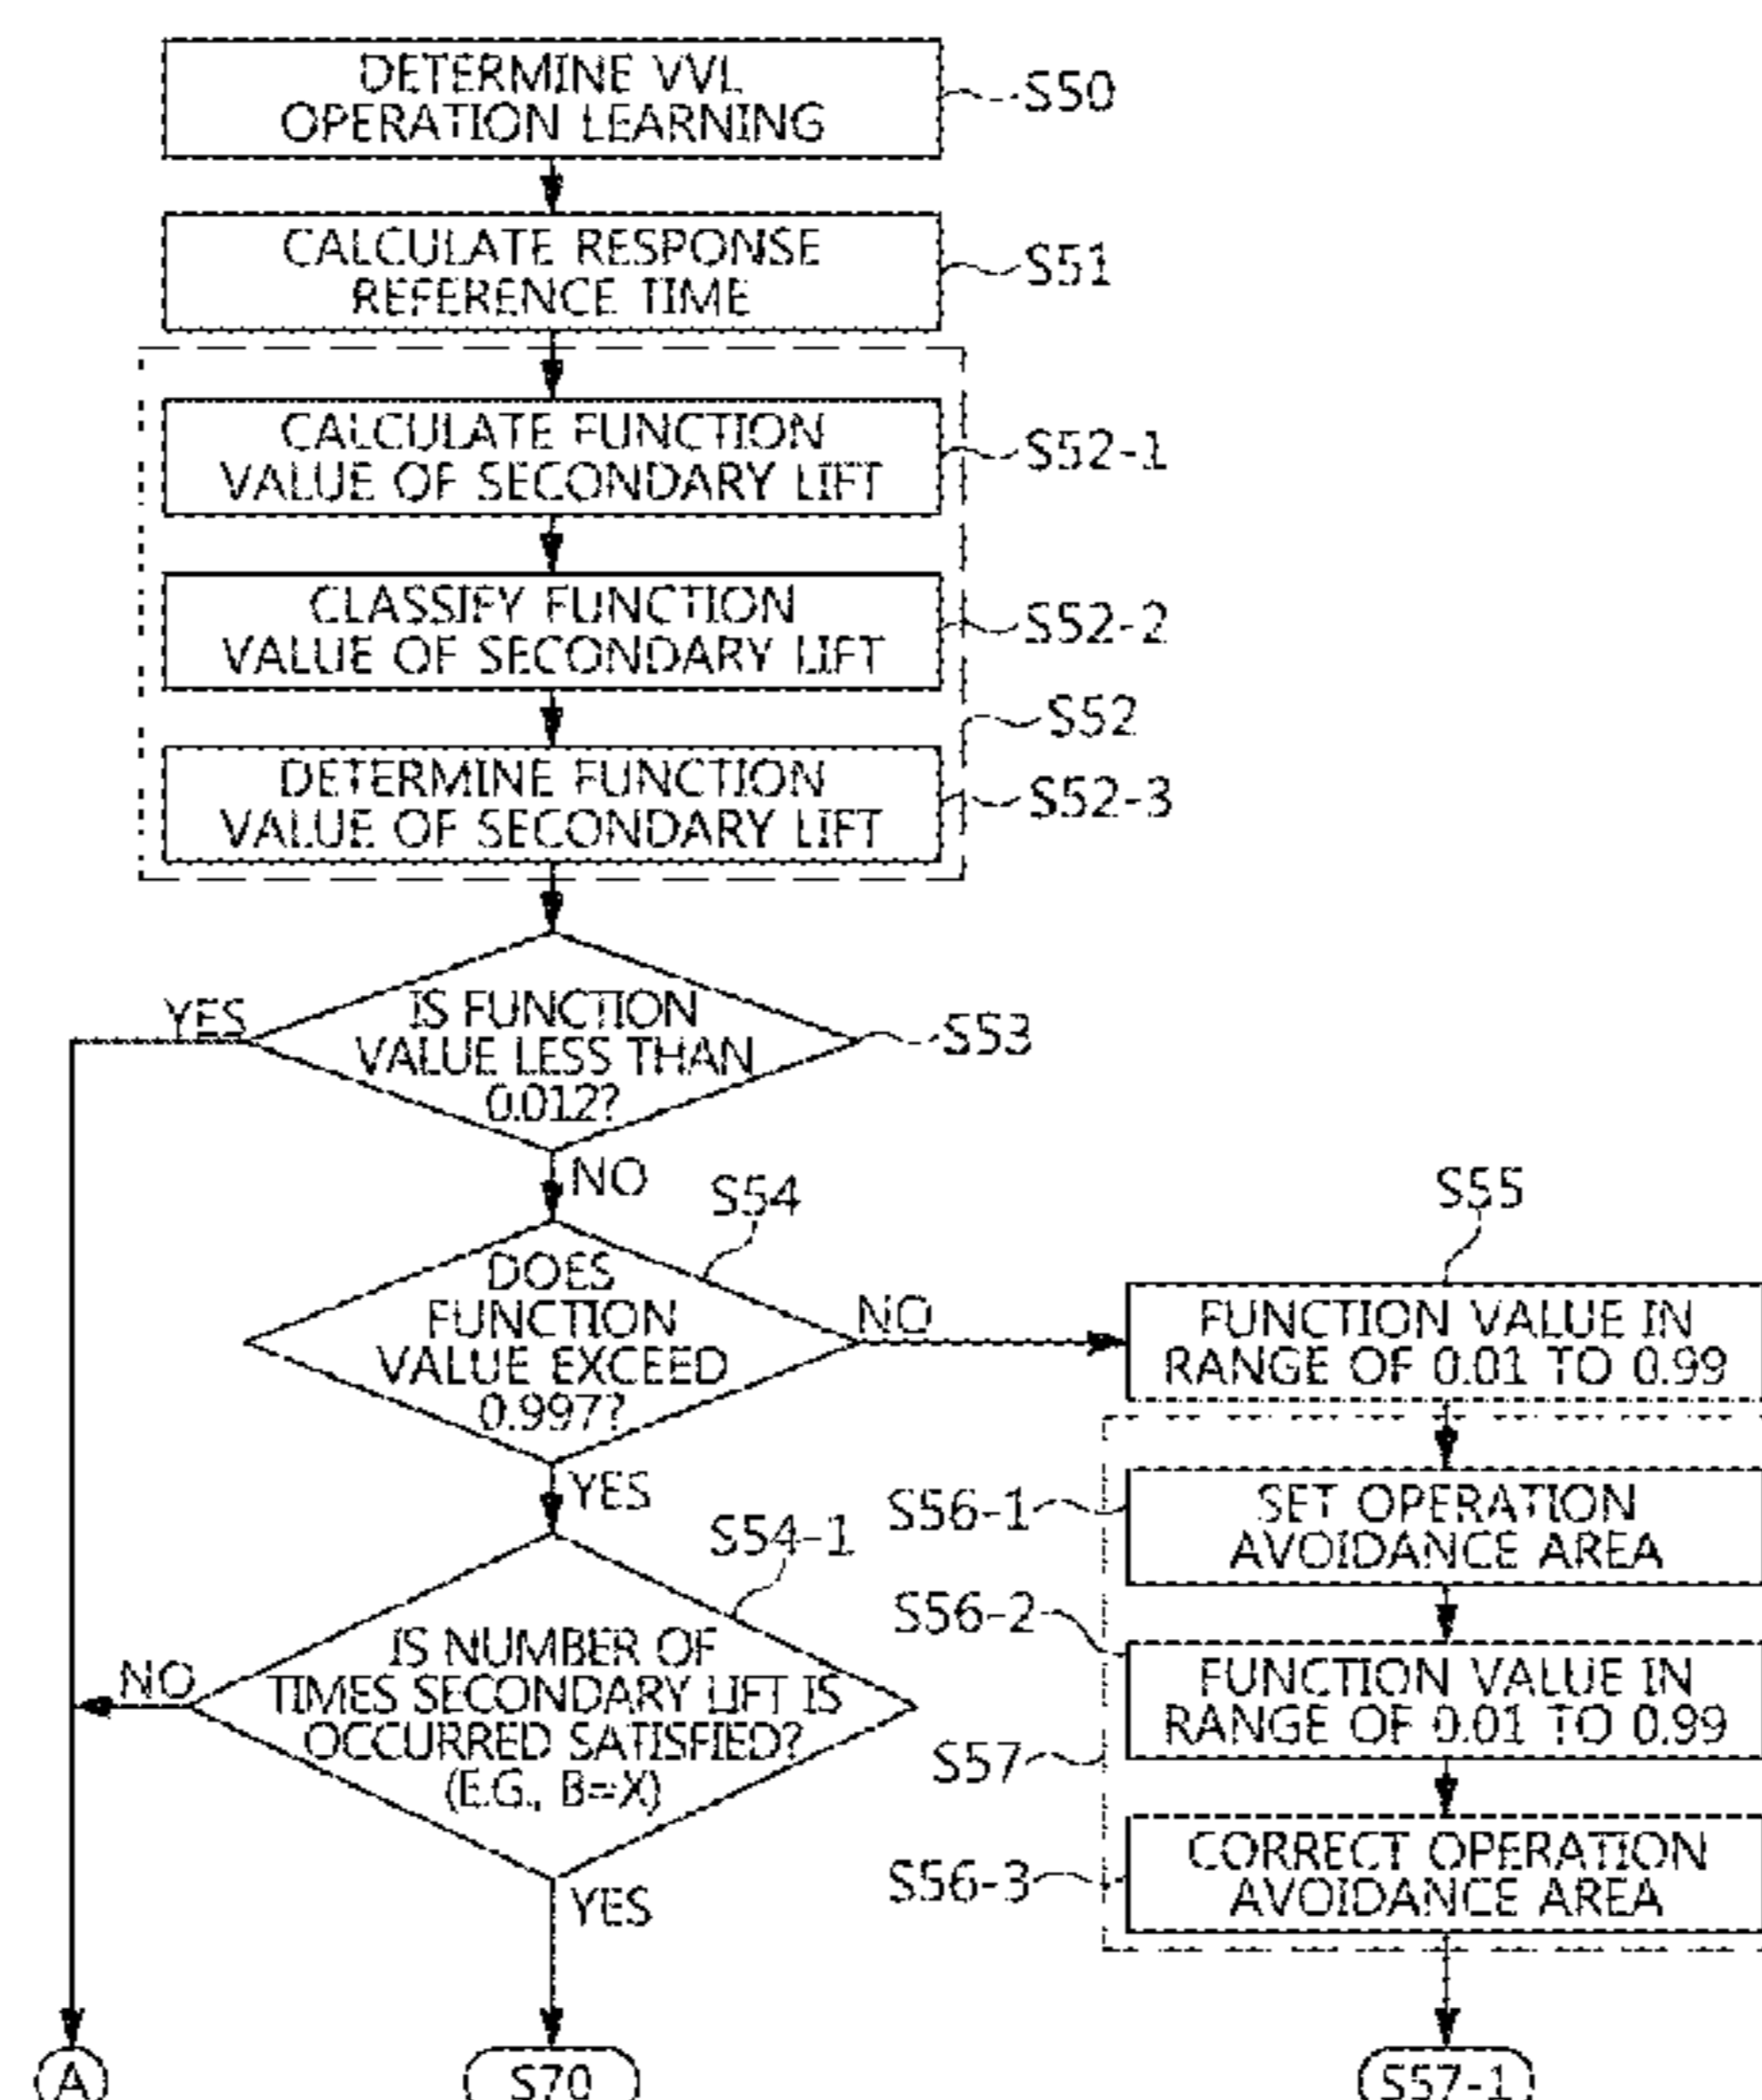 DETERMINE VVL
OPERATION LEARNING
S50
CALCULATE RESPONSE
REFERENCE TIME
S51
CALCULATE FUNCTION
VALUE OF SECONDARY LIFT
S52-1
CLASSIFY FUNCTION
VALUE OF SECONDARY LIFT
S52-2
S52
DETERMINE FUNCTION
VALUE OF SECONDARY LIFT
S52-3
YES
IS FUNCTION
VALUE LESS THAN
0.012?
S53
NO
S54
DOES
FUNCTION
VALUE EXCEED
0.997?
NO
S55
FUNCTION VALUE IN
RANGE OF 0.01 TO 0.99
YES
S54-1
IS NUMBER OF
TIMES SECONDARY LIFT IS
OCCURRED SATISFIED?
(E.G., B=X)
NO
YES
S56-1
SET OPERATION
AVOIDANCE AREA
S56-2
FUNCTION VALUE IN
RANGE OF 0.01 TO 0.99
S57
S56-3
CORRECT OPERATION
AVOIDANCE AREA
A
S70
S57-1